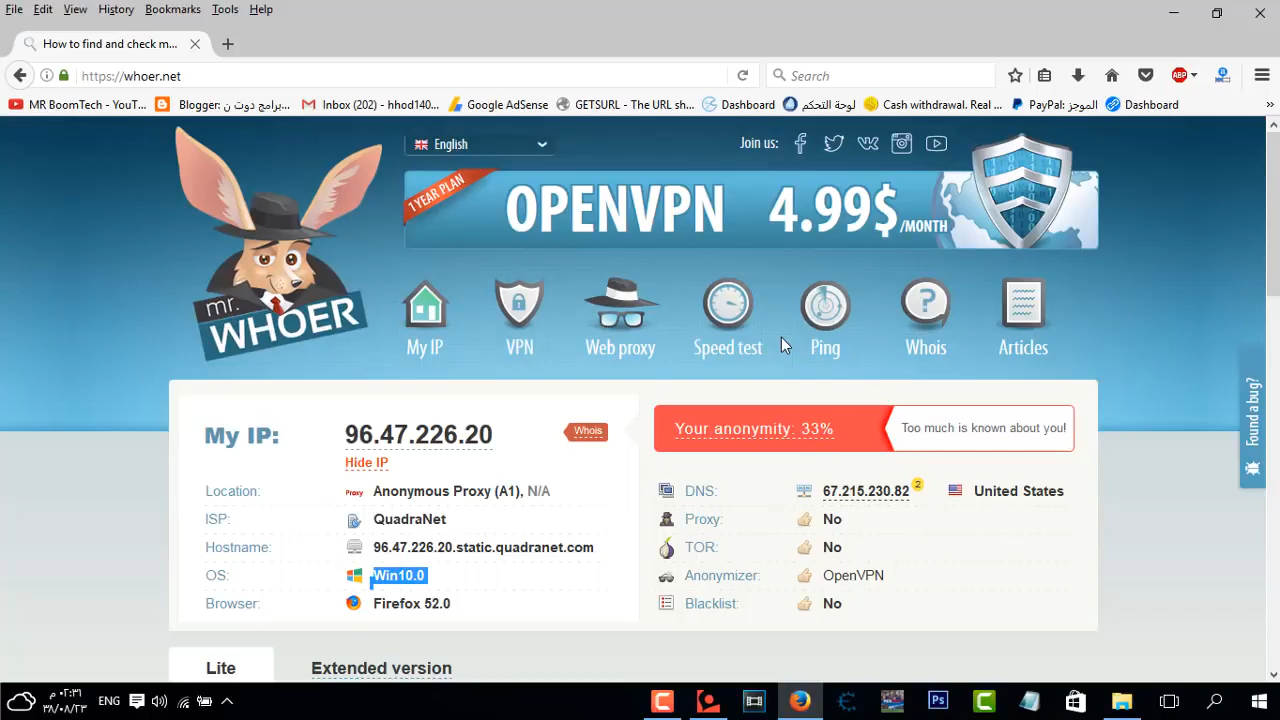 File Edit View History Bookmarks Tools Help
How to find and check m...
https://whoer.net
Search
MR BoomTech - YouT... Blogger: برامج دوت ن... Inbox (202) — hhod140... Google AdSense GETSURL - The URL sh... Dashboard لوحة التحكم Cash withdrawal. Real ... PayPal: الموجز Dashboard
English
Join us:
1 YEAR PLAN
OPENVPN 4.99$/MONTH
mr.
WHOER
My IP VPN Web proxy Speed test Ping Whois Articles
Found a bug?
My IP: 96.47.226.20 Whois
Hide IP
Location: Proxy Anonymous Proxy (A1), N/A
ISP: QuadraNet
Hostname: 96.47.226.20.static.quadranet.com
OS: Win10.0
Browser: Firefox 52.0
Your anonymity: 33% Too much is known about you!
DNS: 67.215.230.82 2 United States
Proxy: No
TOR: No
Anonymizer: OpenVPN
Blacklist: No
Lite Extended version
ENG
م ٠٢:٣١
٣٨/٠٨/٢٣